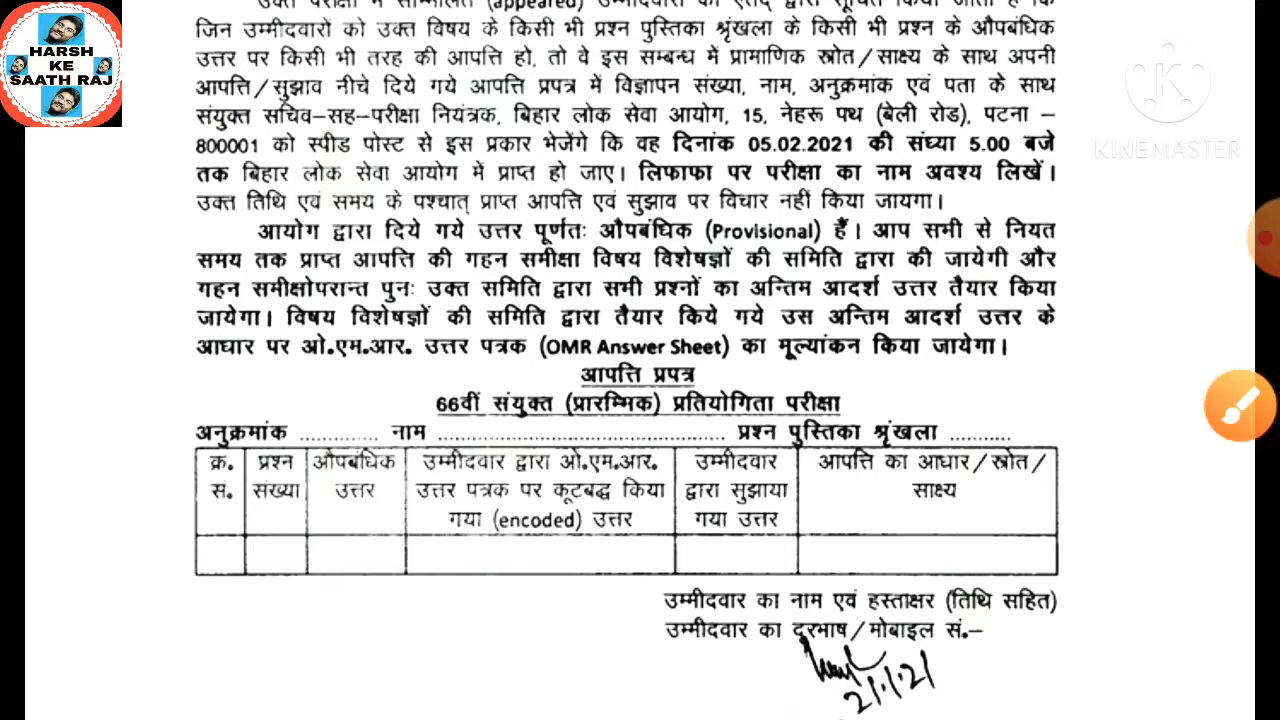 HARSH
KE
SAATH RAJ
K
KINEMASTER
उक्त परीक्षा में सम्मिलित (appeared) उम्मीदवारों को एतद् द्वारा सूचित किया जाता है कि
जिन उम्मीदवारों को उक्त विषय के किसी भी प्रश्न पुस्तिका श्रृंखला के किसी भी प्रश्न के औपबंधिक
उत्तर पर किसी भी तरह की आपत्ति हो, तो वे इस सम्बन्ध में प्रामाणिक स्रोत/साक्ष्य के साथ अपनी
आपत्ति/सुझाव नीचे दिये गये आपत्ति प्रपत्र में विज्ञापन संख्या, नाम, अनुक्रमांक एवं पता के साथ
संयुक्त सचिव–सह–परीक्षा नियंत्रक, बिहार लोक सेवा आयोग, 15, नेहरू पथ (बेली रोड), पटना –
800001 को स्पीड पोस्ट से इस प्रकार भेजेंगे कि वह दिनांक 05.02.2021 की संध्या 5.00 बजे
तक बिहार लोक सेवा आयोग में प्राप्त हो जाए। लिफाफा पर परीक्षा का नाम अवश्य लिखें।
उक्त तिथि एवं समय के पश्चात् प्राप्त आपत्ति एवं सुझाव पर विचार नहीं किया जायगा।
आयोग द्वारा दिये गये उत्तर पूर्णतः औपबंधिक (Provisional) हैं। आप सभी से नियत
समय तक प्राप्त आपत्ति की गहन समीक्षा विषय विशेषज्ञों की समिति द्वारा की जायेगी और
गहन समीक्षोपरान्त पुनः उक्त समिति द्वारा सभी प्रश्नों का अन्तिम आदर्श उत्तर तैयार किया
जायेगा। विषय विशेषज्ञों की समिति द्वारा तैयार किये गये उस अन्तिम आदर्श उत्तर के
आधार पर ओ.एम.आर. उत्तर पत्रक (OMR Answer Sheet) का मूल्यांकन किया जायेगा।
आपत्ति प्रपत्र
66वीं संयुक्त (प्रारम्भिक) प्रतियोगिता परीक्षा
अनुक्रमांक ............. नाम ................................................ प्रश्न पुस्तिका श्रृंखला ..........
क्र. प्रश्न औपबंधिक उम्मीदवार द्वारा ओ.एम.आर. उम्मीदवार आपत्ति का आधार/स्रोत/
सं. संख्या उत्तर उत्तर पत्रक पर कूटबद्ध किया द्वारा सुझाया साक्ष्य
गया (encoded) उत्तर गया उत्तर
उम्मीदवार का नाम एवं हस्ताक्षर (तिथि सहित)
उम्मीदवार का दूरभाष/मोबाइल सं.–
21.1.21